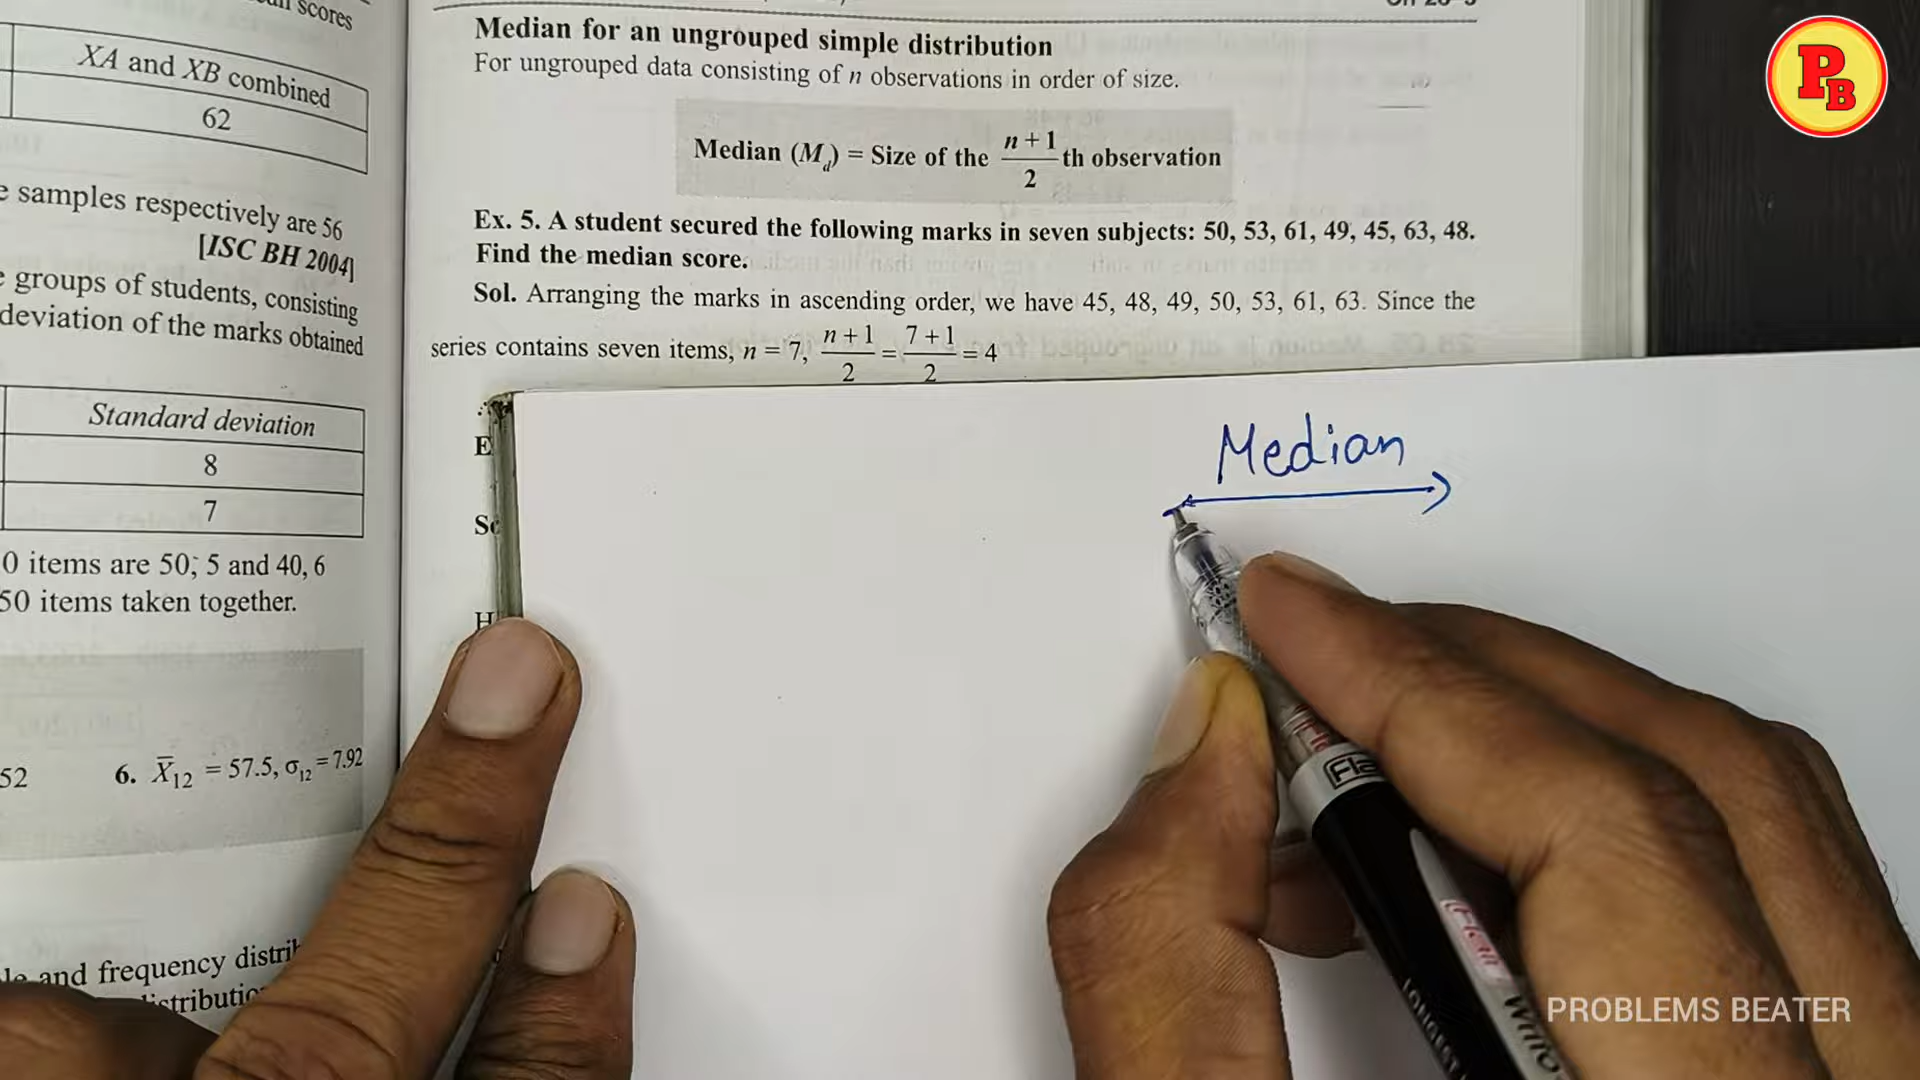 scores
XA and XB combined
62
samples respectively are 56
[ISC BH 2004]
groups of students, consisting
deviation of the marks obtained
Standard deviation
8
7
0 items are 50; 5 and 40, 6
50 items taken together.
52 6. X̄12 = 57.5, σ12 = 7.92
and frequency
Median for an ungrouped simple distribution
For ungrouped data consisting of n observations in order of size.
Median (Md) = Size of the (n + 1)/2 th observation
Ex. 5. A student secured the following marks in seven subjects: 50, 53, 61, 49, 45, 63, 48.
Find the median score.
Sol. Arranging the marks in ascending order, we have 45, 48, 49, 50, 53, 61, 63. Since the
series contains seven items, n = 7, (n + 1)/2 = (7 + 1)/2 = 4
E
H
Median
PB
Flair
PROBLEMS BEATER